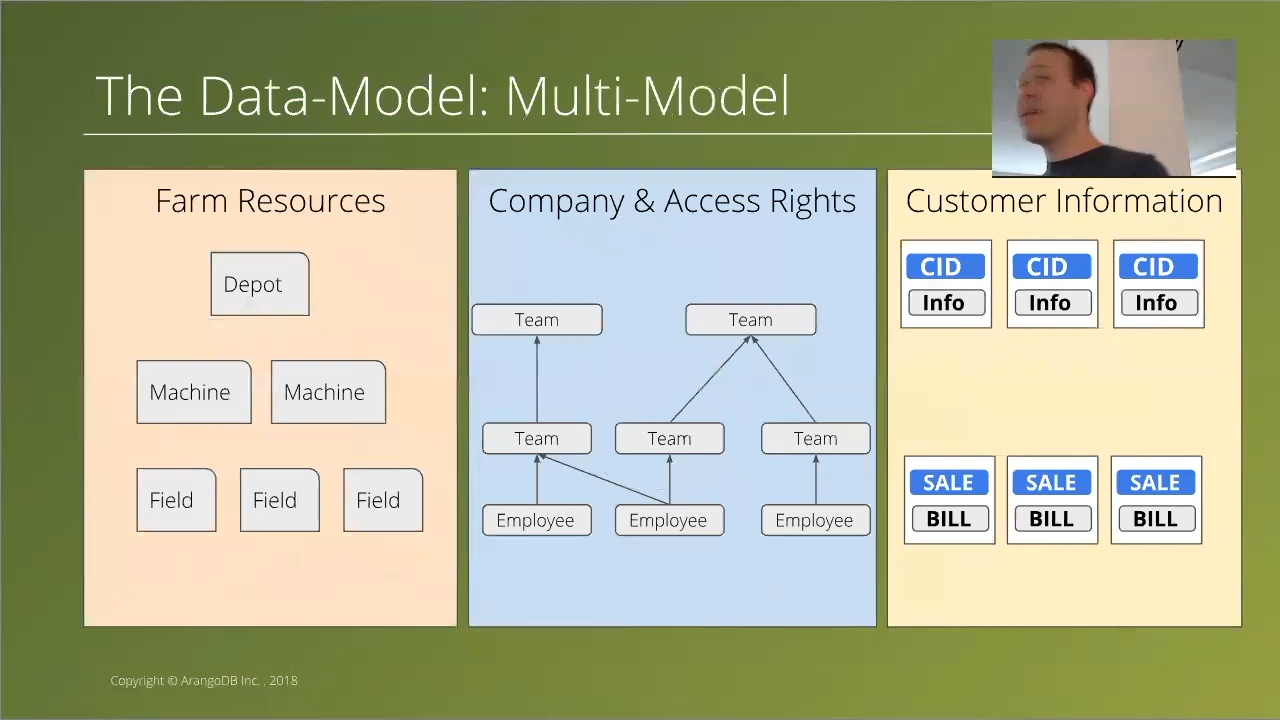 The Data-Model: Multi-Model
Farm Resources
Depot
Machine Machine
Field Field Field
Company & Access Rights
Team Team
Team Team Team
Employee Employee Employee
Customer Information
CID CID CID
Info Info Info
SALE SALE SALE
BILL BILL BILL
Copyright © ArangoDB Inc. , 2018